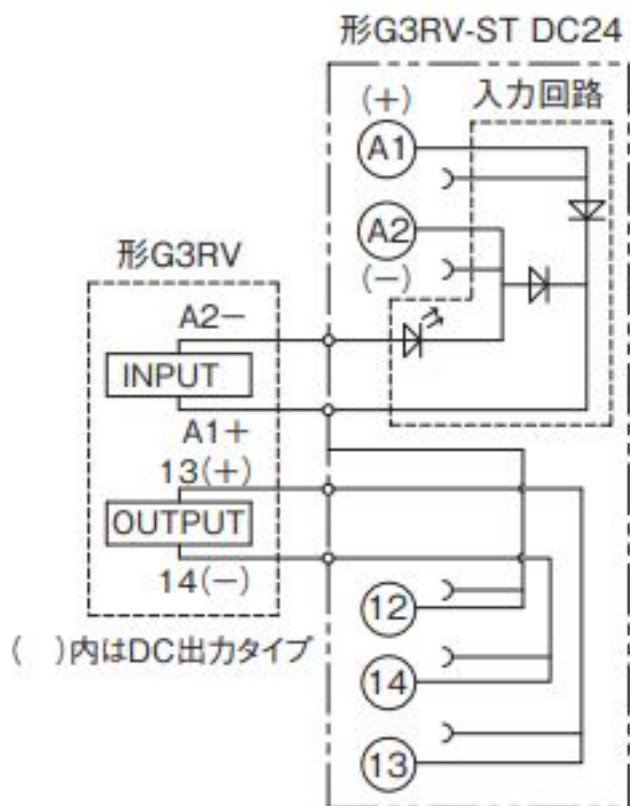 形G3RV-ST DC24
(+)
入力回路
A1
A2
(−)
形G3RV
A2−
INPUT
A1+
13(+)
OUTPUT
14(−)
( )内はDC出力タイプ
12
14
13